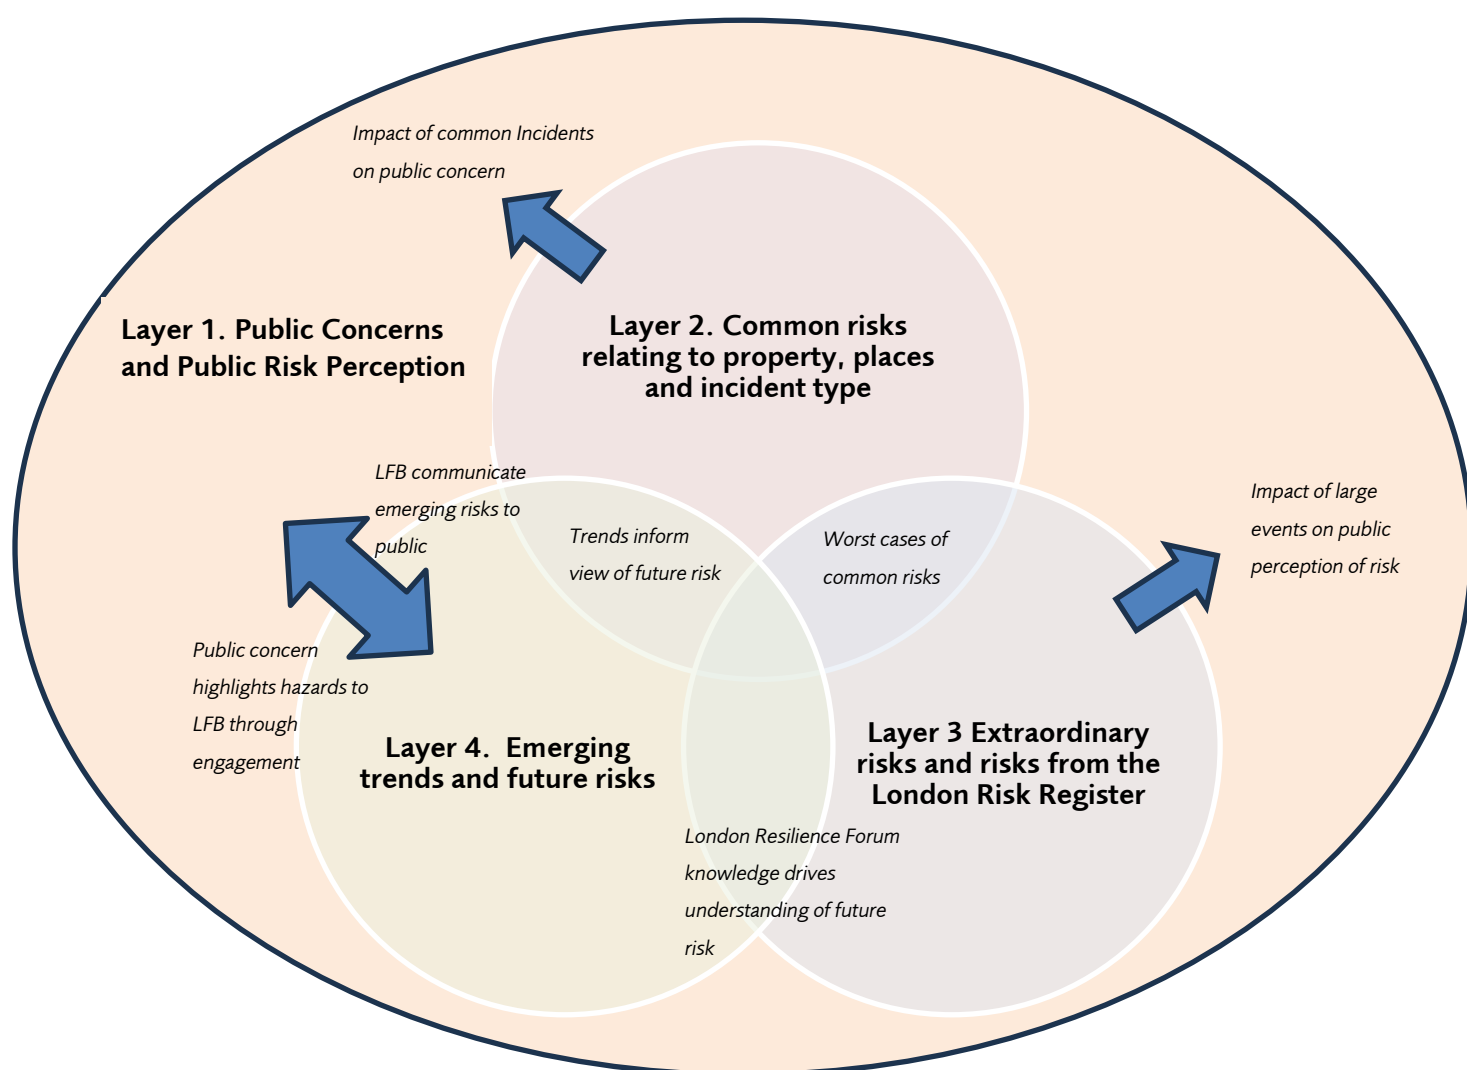 Impact of common Incidents
on public concern
Layer 1. Public Concerns
and Public Risk Perception
Layer 2. Common risks
relating to property, places
and incident type
LFB communicate
emerging risks to
public
Trends inform
view of future risk
Worst cases of
common risks
Impact of large
events on public
perception of risk
Public concern
highlights hazards to
LFB through
engagement
Layer 4.  Emerging
trends and future risks
Layer 3 Extraordinary
risks and risks from the
London Risk Register
London Resilience Forum
knowledge drives
understanding of future
risk